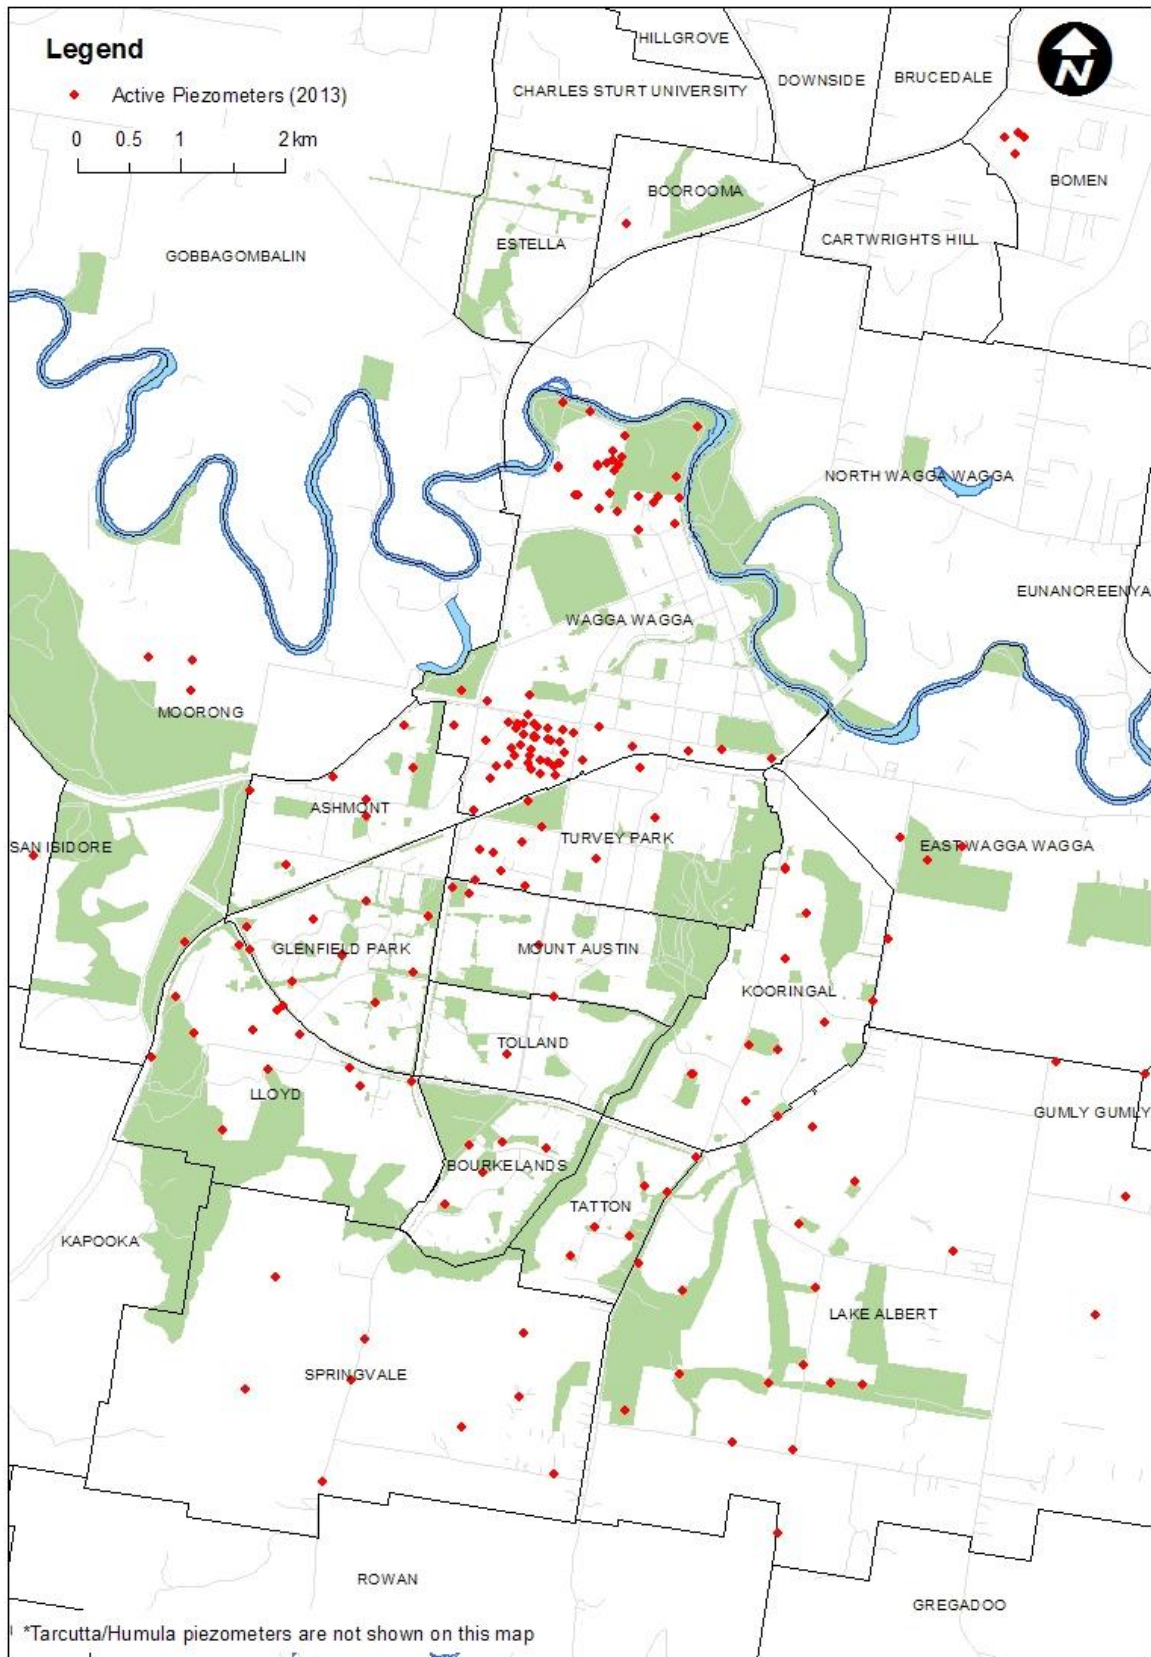 Legend
Active Piezometers (2013)
0 0.5 1 2 km
N
HILLGROVE
CHARLES STURT UNIVERSITY
DOWNSIDE
BRUCEDALE
BOMEN
BOOROOMA
ESTELLA
CARTWRIGHTS HILL
GOBBAGOMBALIN
NORTH WAGGA WAGGA
EUNANOREENYA
WAGGA WAGGA
MOORONG
ASHMONT
TURVEY PARK
SAN ISIDORE
EAST WAGGA WAGGA
GLENFIELD PARK
MOUNT AUSTIN
KOORINGAL
TOLLAND
LLOYD
GUMLY GUMLY
BOURKELANDS
TATTON
KAPOOKA
LAKE ALBERT
SPRINGVALE
ROWAN
GREGADOO
*Tarcutta/Humula piezometers are not shown on this map